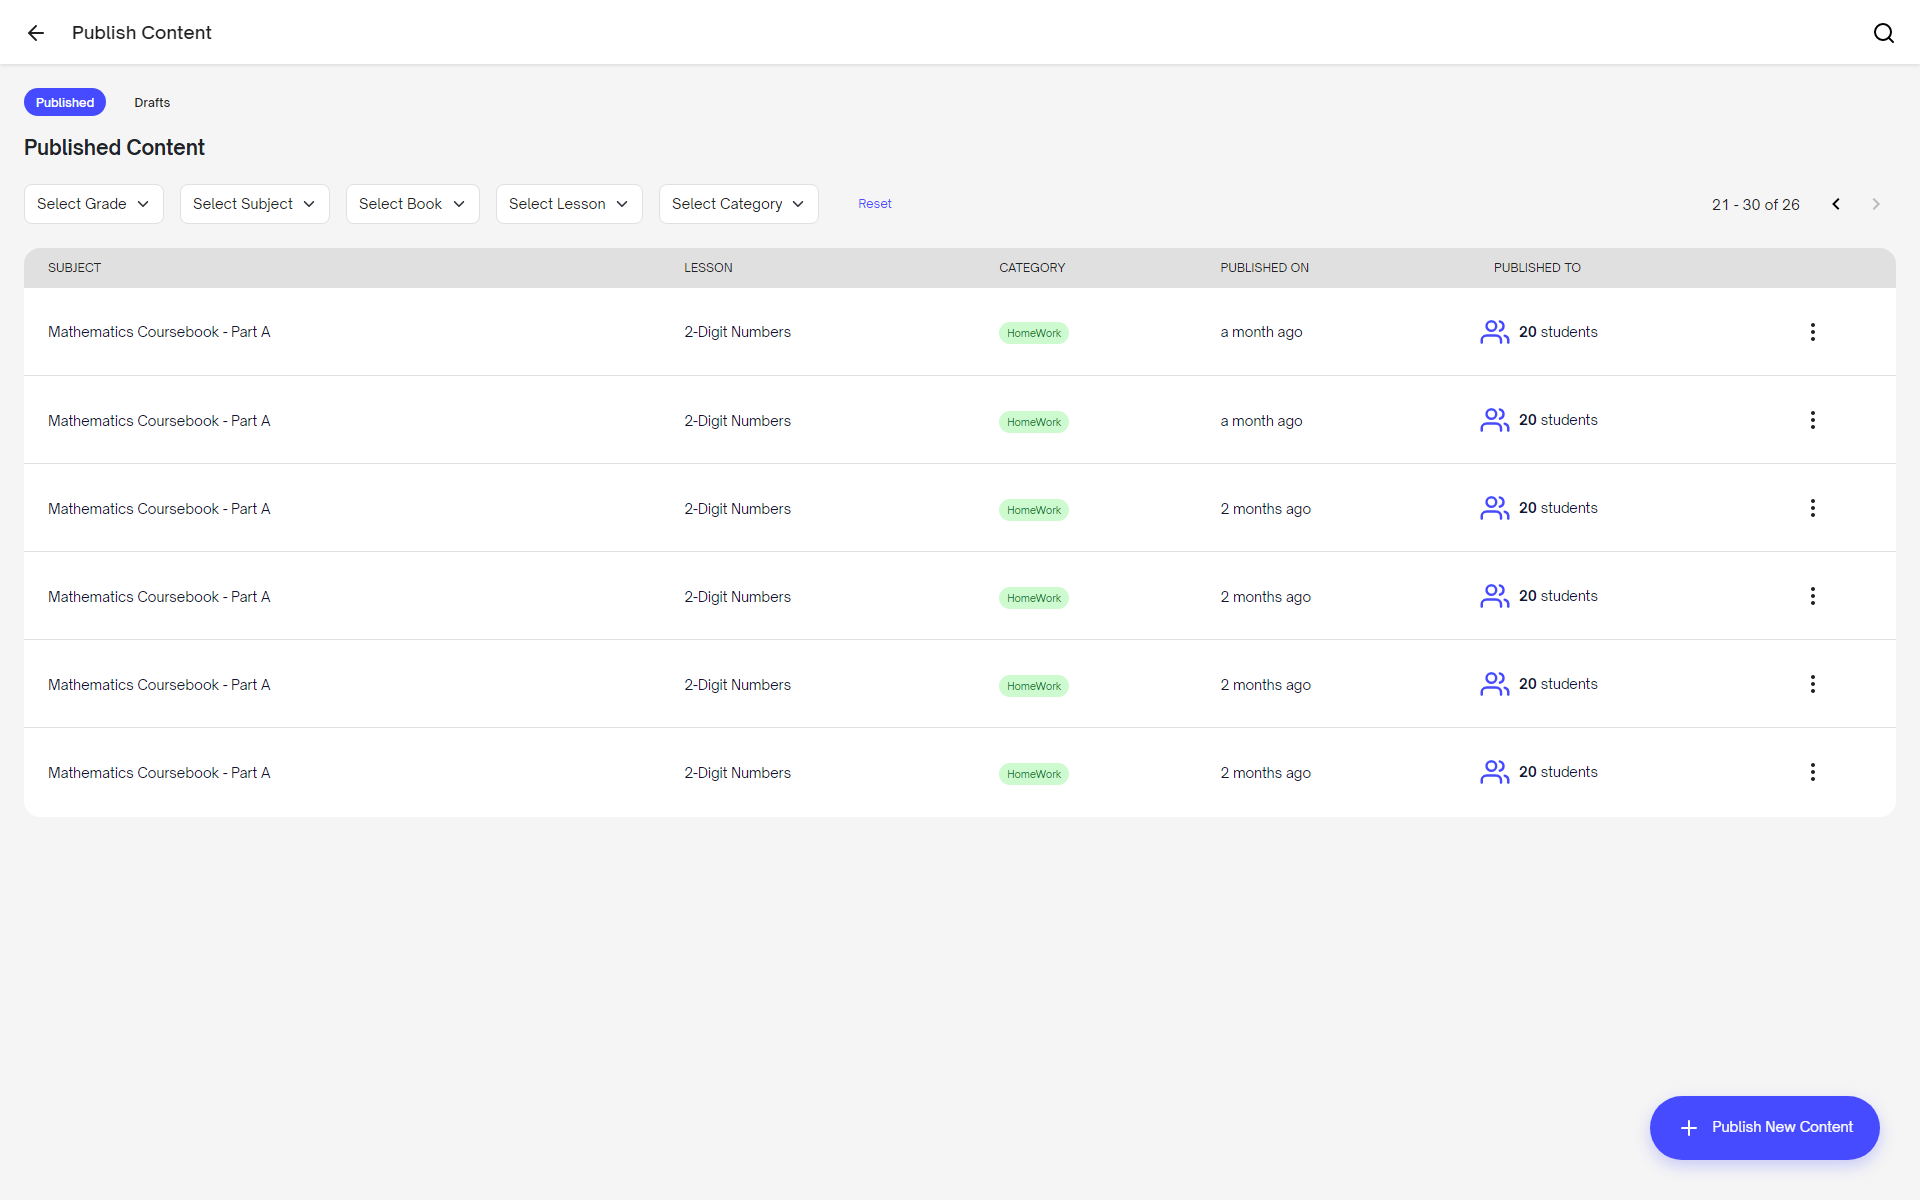 Publish Content
Published Drafts
Published Content
Select Grade Select Subject Select Book Select Lesson Select Category Reset 21 - 30 of 26
SUBJECT LESSON CATEGORY PUBLISHED ON PUBLISHED TO
Mathematics Coursebook - Part A 2-Digit Numbers HomeWork a month ago 20 students
Mathematics Coursebook - Part A 2-Digit Numbers HomeWork a month ago 20 students
Mathematics Coursebook - Part A 2-Digit Numbers HomeWork 2 months ago 20 students
Mathematics Coursebook - Part A 2-Digit Numbers HomeWork 2 months ago 20 students
Mathematics Coursebook - Part A 2-Digit Numbers HomeWork 2 months ago 20 students
Mathematics Coursebook - Part A 2-Digit Numbers HomeWork 2 months ago 20 students
Publish New Content